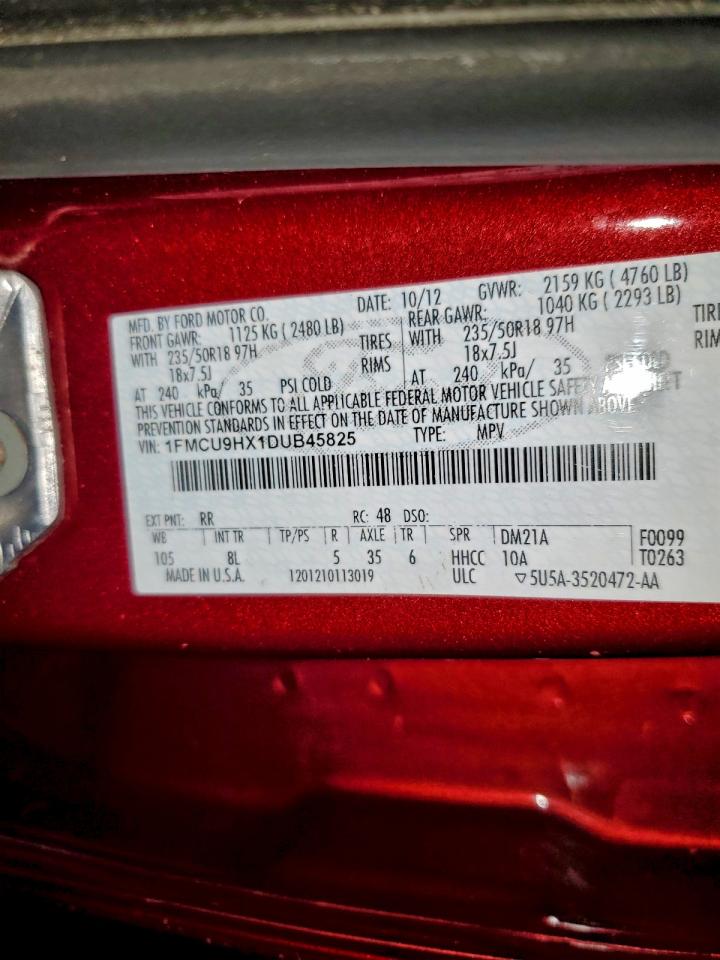 MFD. BY FORD MOTOR CO. DATE: 10/12 GVWR: 2159 KG ( 4760 LB)
FRONT GAWR: 1125 KG ( 2480 LB) REAR GAWR: 1040 KG ( 2293 LB)
WITH 235/50R18 97H TIRES 235/50R18 97H TIRE
18x7.5J RIMS 18x7.5J RIM
AT 240 kPa/ 35 PSI COLD AT 240 kPa/ 35
THIS VEHICLE CONFORMS TO ALL APPLICABLE FEDERAL MOTOR VEHICLE SAFETY
PREVENTION STANDARDS IN EFFECT ON THE DATE OF MANUFACTURE SHOWN ABOVE
VIN: 1FMCU9HX1DUB45825 TYPE: MPV
EXT PNT: RR RC: 48 DSO:
WB INT TR TP/PS R AXLE TR SPR DM21A F0099
105 8L 5 35 6 HHCC 10A T0263
MADE IN U.S.A. 1201210113019 ULC ▽5U5A-3520472-AA